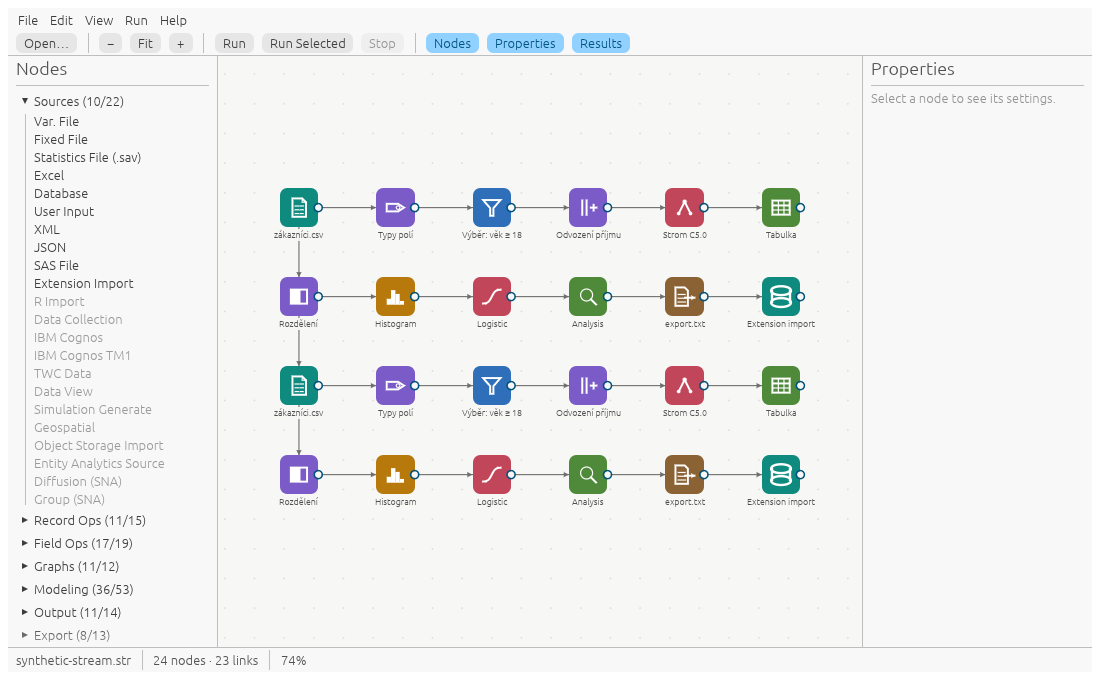 File Edit View Run Help
Open… – Fit + Run Run Selected Stop Nodes Properties Results
Nodes
Sources (10/22)
Var. File
Fixed File
Statistics File (.sav)
Excel
Database
User Input
XML
JSON
SAS File
Extension Import
R Import
Data Collection
IBM Cognos
IBM Cognos TM1
TWC Data
Data View
Simulation Generate
Geospatial
Object Storage Import
Entity Analytics Source
Diffusion (SNA)
Group (SNA)
Record Ops (11/15)
Field Ops (17/19)
Graphs (11/12)
Modeling (36/53)
Output (11/14)
Export (8/13)
zákazníci.csv Typy polí Výběr: věk ≥ 18 Odvození příjmu Strom C5.0 Tabulka
Rozdělení Histogram Logistic Analysis export.txt Extension import
zákazníci.csv Typy polí Výběr: věk ≥ 18 Odvození příjmu Strom C5.0 Tabulka
Rozdělení Histogram Logistic Analysis export.txt Extension import
Properties
Select a node to see its settings.
synthetic-stream.str 24 nodes · 23 links 74%